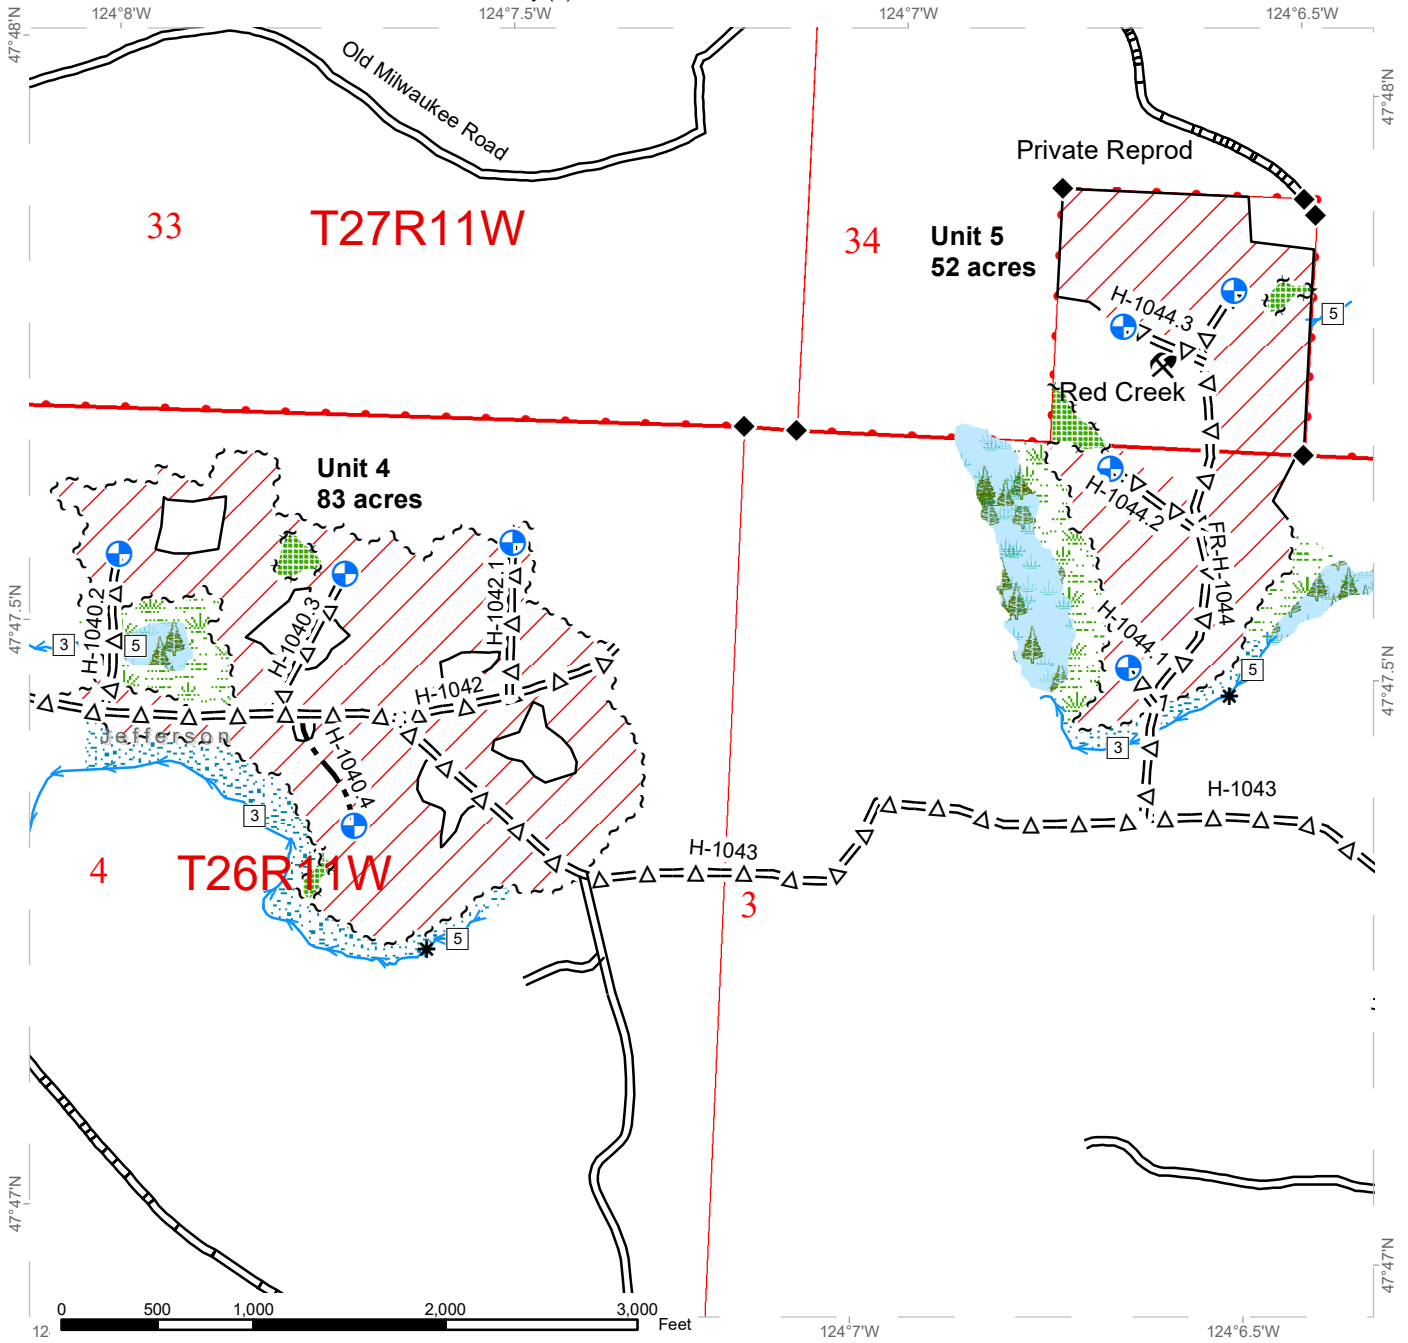 124°8'W
124°7.5'W
124°7'W
124°6.5'W
47°48'N
47°48'N
Old Milwaukee Road
Private Reprod
33
T27R11W
34
Unit 5
52 acres
5
H-1044.3
Red Creek
Unit 4
83 acres
H-1044.2
FR-H-1044
47°47.5'N
H-1040.2
H-1040.3
H-1042.1
3
5
H-1042
H-1044.1
5
47°47.5'N
Jefferson
H-1040.4
3
3
H-1043
H-1043
4
T26R11W
3
5
47°47'N
47°47'N
0
500
1,000
2,000
3,000
Feet
12
124°7'W
124°6.5'W